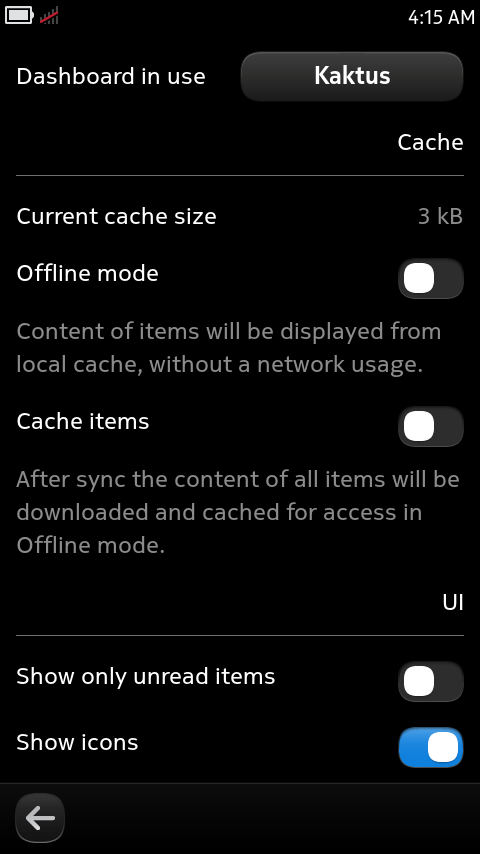 4:15 AM
Dashboard in use
Kaktus
Cache
Current cache size
3 kB
Offline mode
Content of items will be displayed from
local cache, without a network usage.
Cache items
After sync the content of all items will be
downloaded and cached for access in
Offline mode.
UI
Show only unread items
Show icons